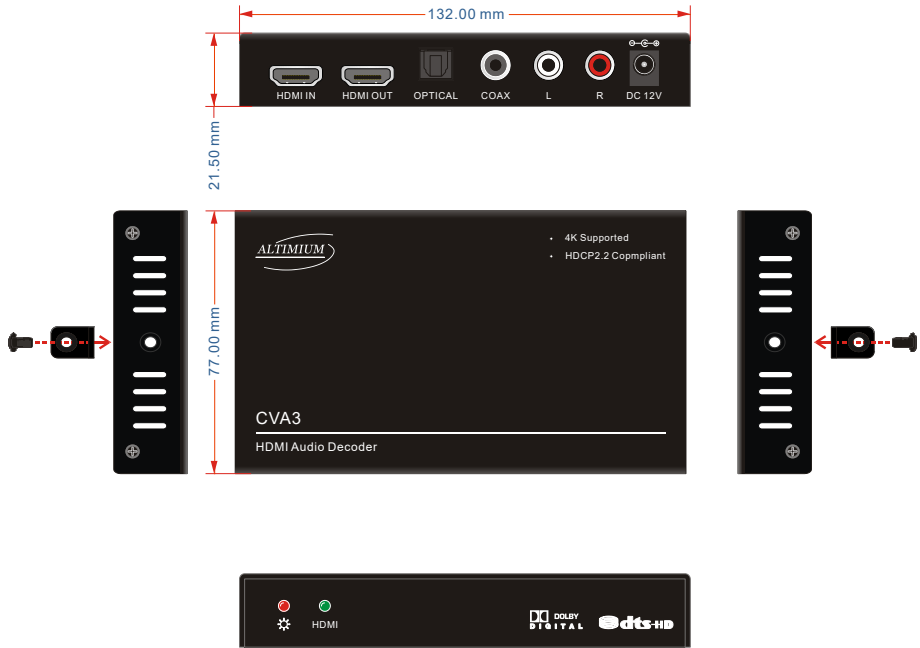 132.00 mm
HDMI IN HDMI OUT OPTICAL COAX L R DC 12V
21.50 mm
ALTIMIUM
• 4K Supported
• HDCP2.2 Copmpliant
77.00 mm
CVA3
HDMI Audio Decoder
HDMI
DOLBY
DIGITAL
dts-HD